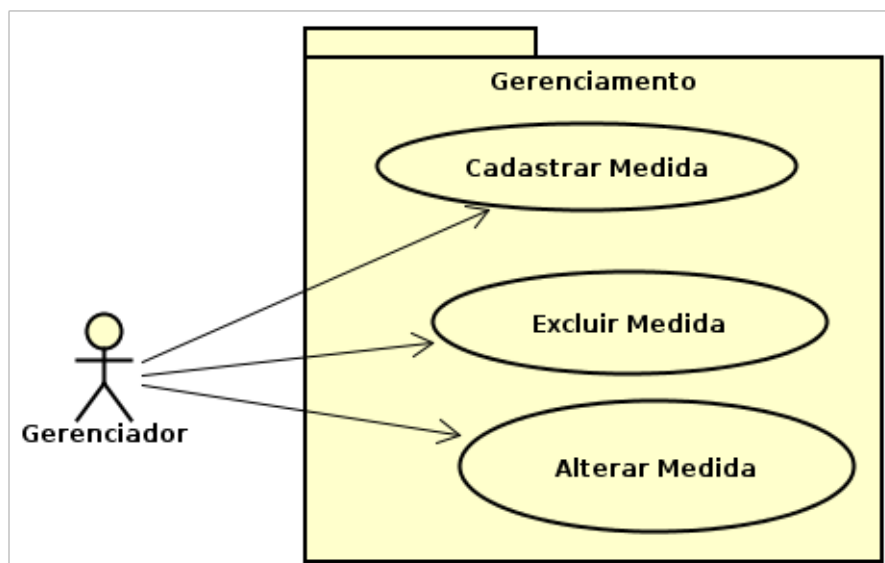 Gerenciamento
Cadastrar Medida
Excluir Medida
Gerenciador
Alterar Medida